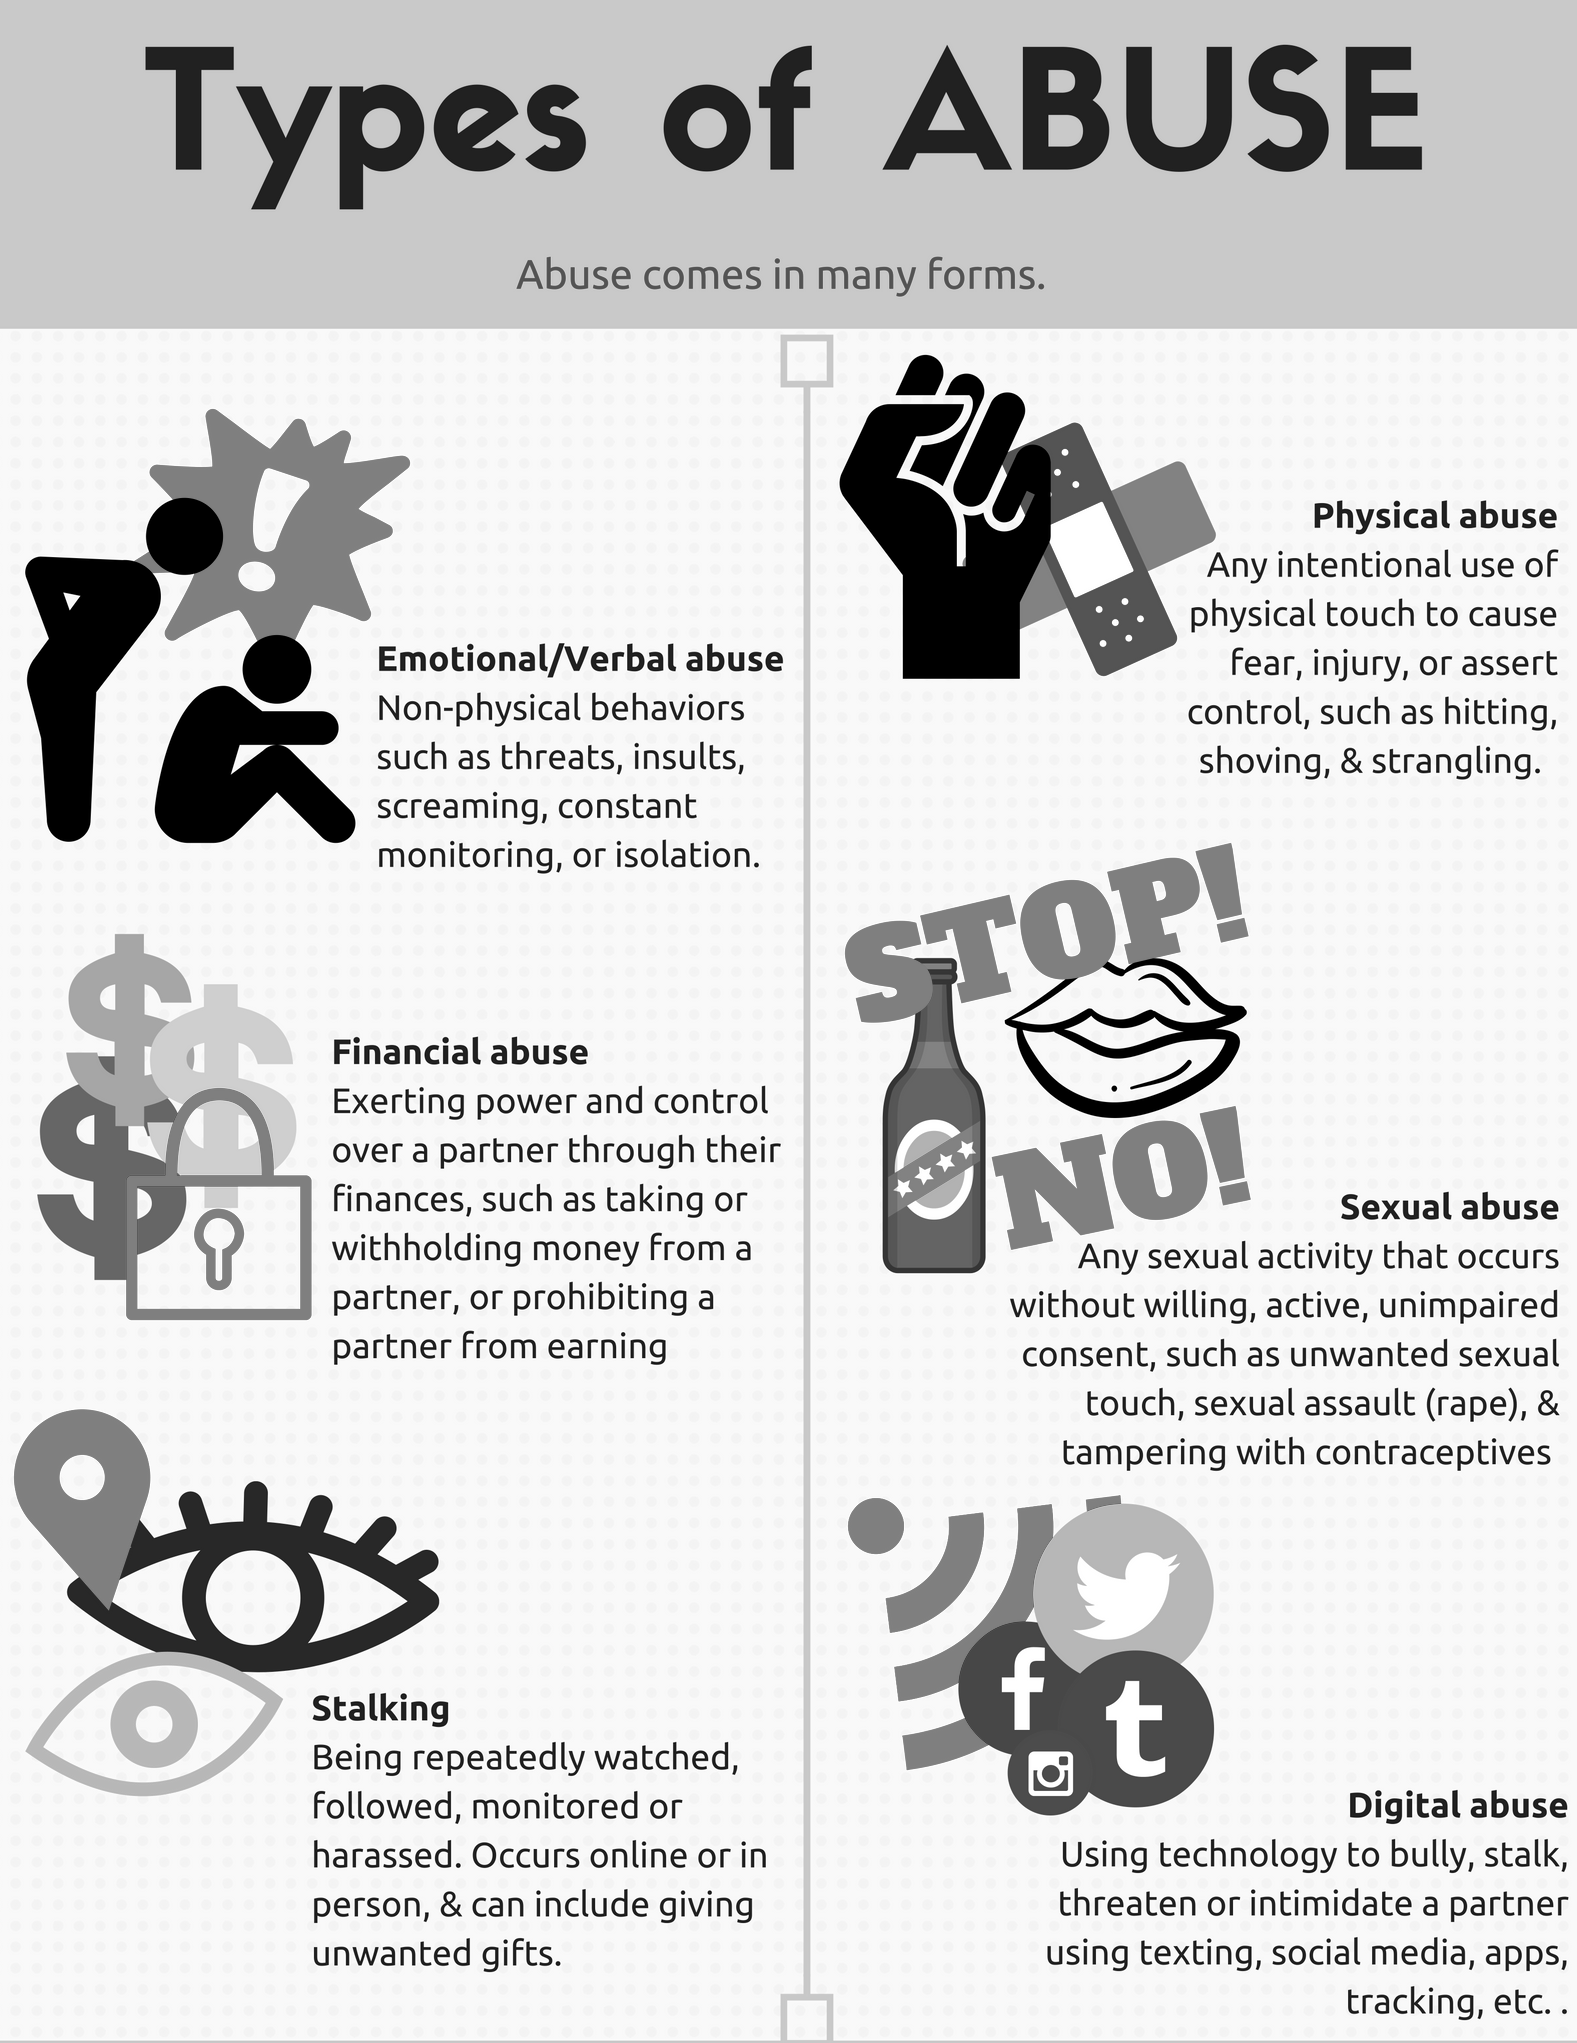 Types of ABUSE
Abuse comes in many forms.
Emotional/Verbal abuse
Non-physical behaviors
such as threats, insults,
screaming, constant
monitoring, or isolation.
Physical abuse
Any intentional use of
physical touch to cause
fear, injury, or assert
control, such as hitting,
shoving, & strangling.
Financial abuse
Exerting power and control
over a partner through their
finances, such as taking or
withholding money from a
partner, or prohibiting a
partner from earning
STOP!
NO!
Sexual abuse
Any sexual activity that occurs
without willing, active, unimpaired
consent, such as unwanted sexual
touch, sexual assault (rape), &
tampering with contraceptives
Stalking
Being repeatedly watched,
followed, monitored or
harassed. Occurs online or in
person, & can include giving
unwanted gifts.
Digital abuse
Using technology to bully, stalk,
threaten or intimidate a partner
using texting, social media, apps,
tracking, etc. .